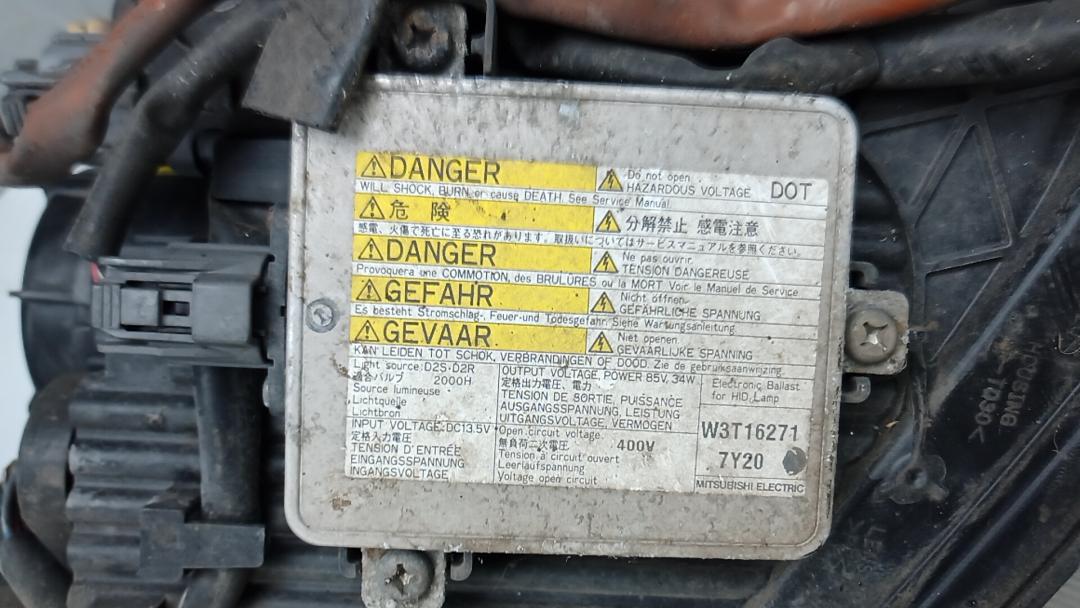 DANGER
Do not open.
HAZARDOUS VOLTAGE
DOT
WILL SHOCK, BURN or cause DEATH. See Service Manual.
危 険
分解禁止 感電注意
感電、火傷で死亡に至る恐れがあります。取扱いについてはサービスマニュアルを参照ください。
DANGER
Ne pas ouvrir.
TENSION DANGEREUSE
Provoquera une COMMOTION, des BRULURES ou la MORT Voir le Manuel de Service
GEFAHR
Nicht öffnen.
GEFÄHRLICHE SPANNUNG
Es besteht Stromschlag-, Feuer-und Todesgefahr. Siehe Wartungsanleitung.
GEVAAR
Niet openen.
GEVAARLIJKE SPANNING
KAN LEIDEN TOT SCHOK, VERBRANDINGEN OF DOOD. Zie de gebruiksaanwijzing.
Light source: D2S・D2R
適合バルブ 2000H
Source lumineuse
Lichtquelle
Lichtbron
INPUT VOLTAGE: DC13.5V
定格入力電圧
TENSION D'ENTRÉE
EINGANGSSPANNUNG
INGANGSVOLTAGE
OUTPUT VOLTAGE, POWER 85V, 34W
定格出力電圧、電力
TENSION DE SORTIE, PUISSANCE
AUSGANGSSPANNUNG, LEISTUNG
UITGANGSVOLTAGE, VERMOGEN
Open circuit voltage
無負荷二次電圧 400V
Tension à circuit ouvert
Leerlaufspannung
Voltage open circuit
Electronic Ballast
for HID Lamp
W3T16271
7Y20
MITSUBISHI ELECTRIC